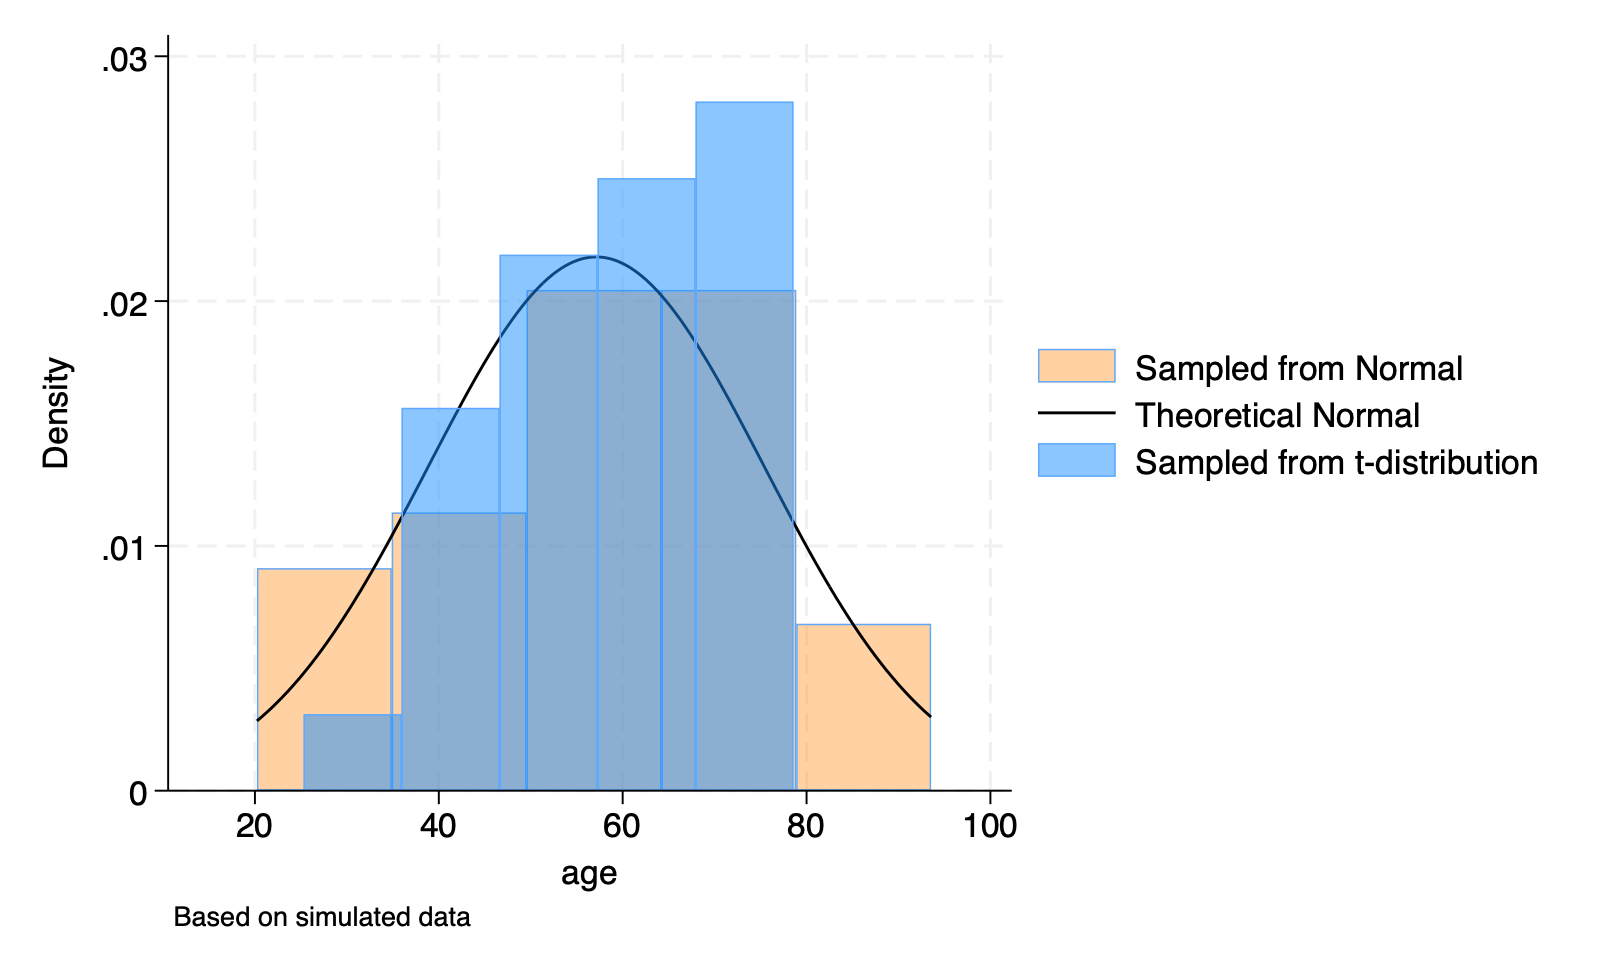 .03
.02
.01
0
Density
20 40 60 80 100
age
Sampled from Normal
Theoretical Normal
Sampled from t-distribution
Based on simulated data